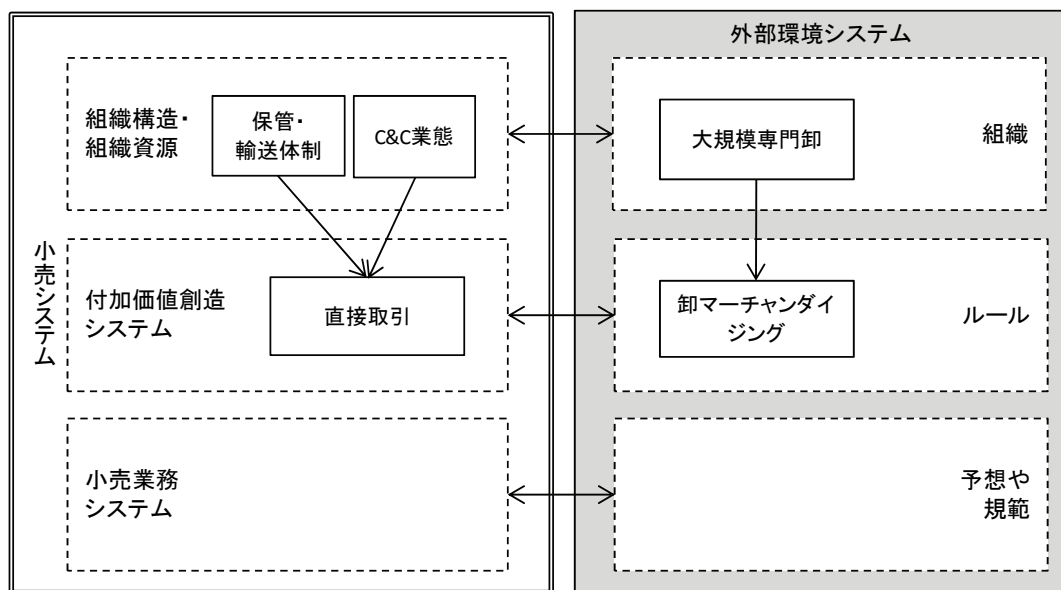 外部環境システム
小売システム
組織構造・
組織資源
保管・
輸送体制
C&C業態
大規模専門卸
組織
付加価値創造
システム
直接取引
卸マーチャンダイ
ジング
ルール
小売業務
システム
予想や
規範